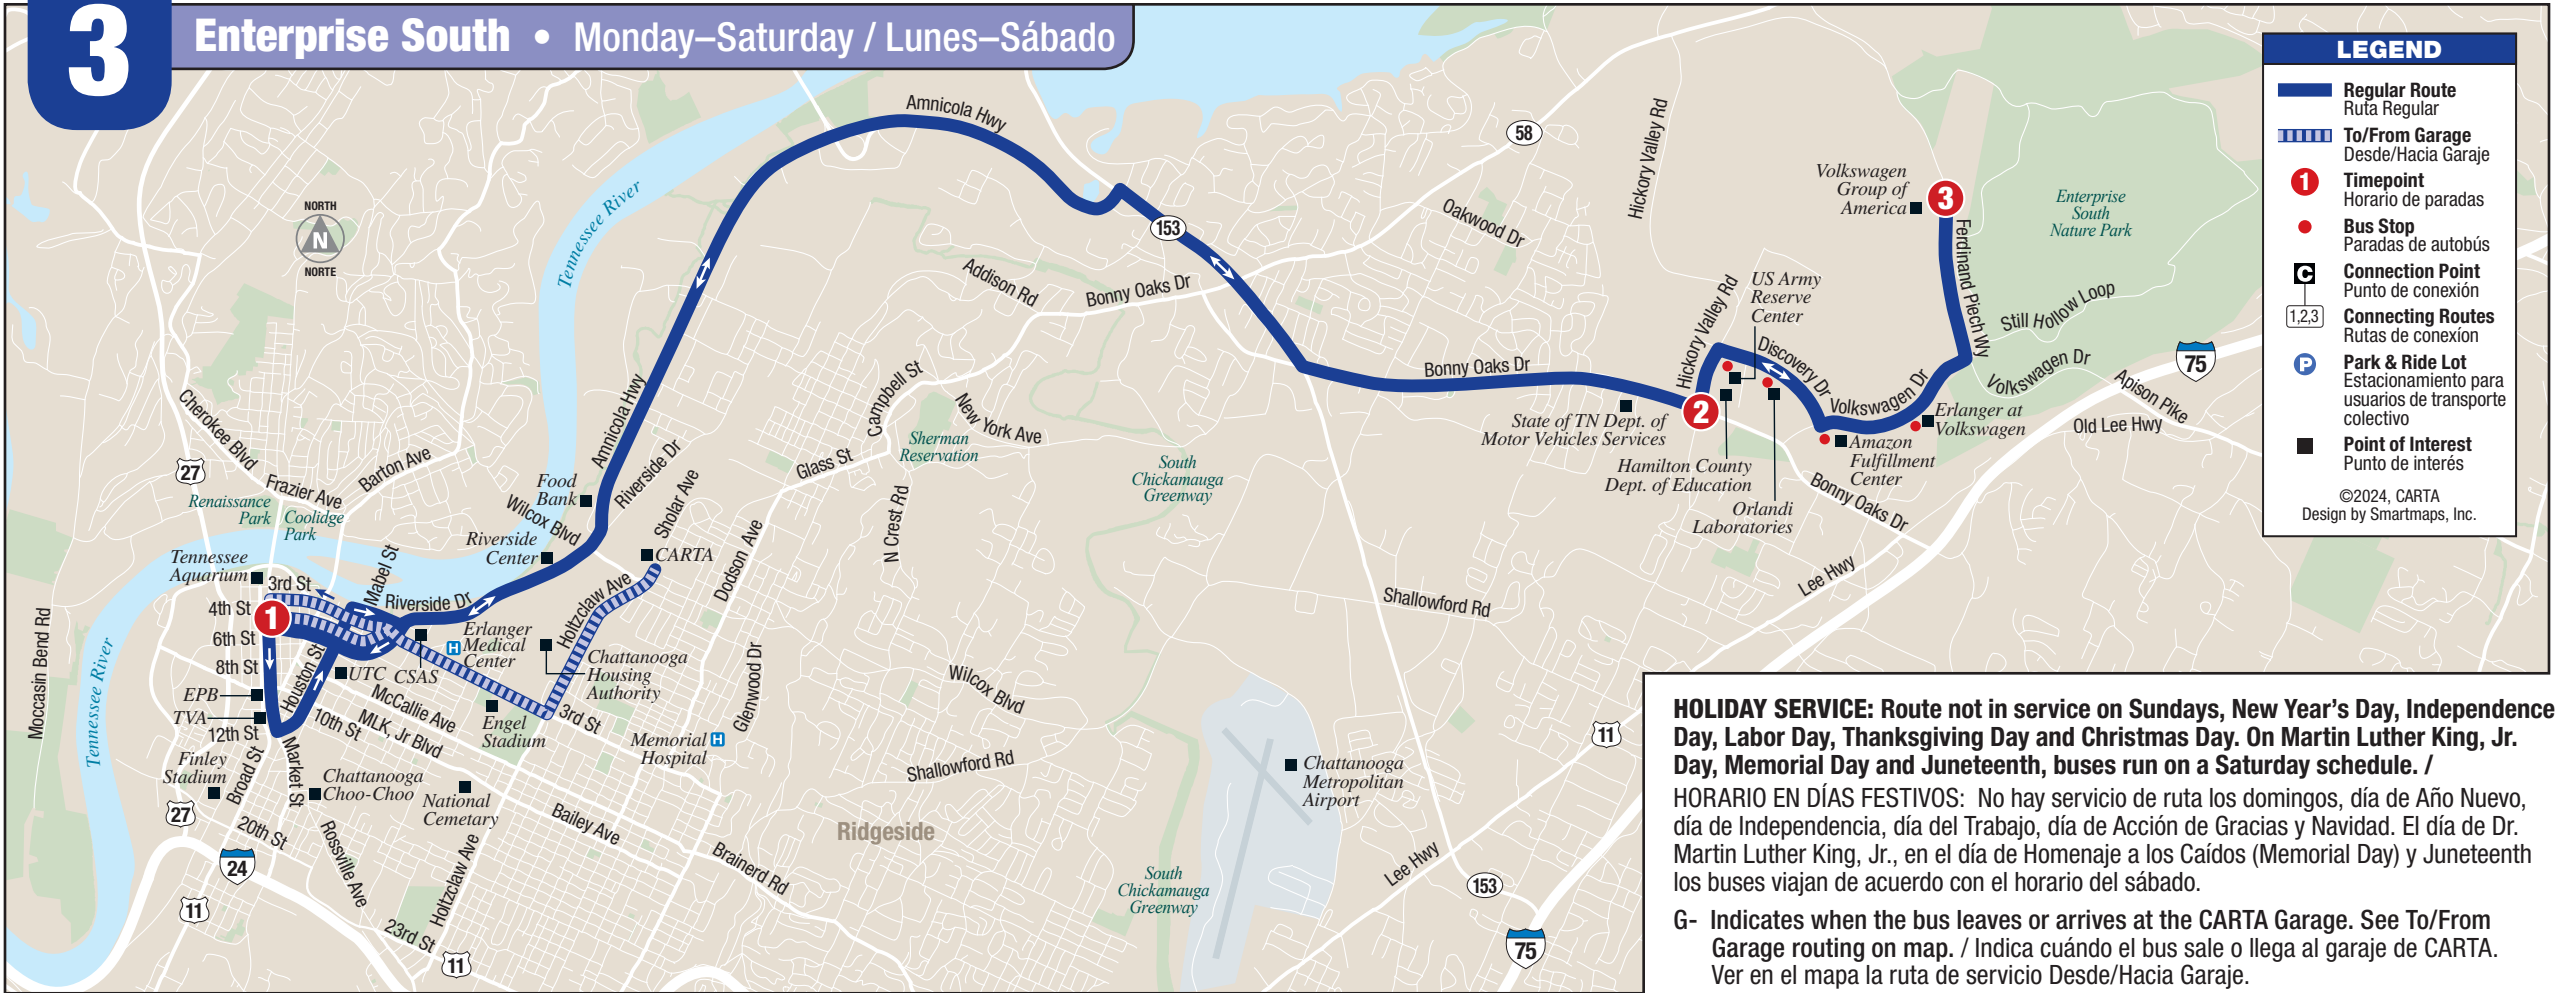 3
Enterprise South • Monday–Saturday / Lunes–Sábado
LEGEND
Regular Route
Ruta Regular
To/From Garage
Desde/Hacia Garaje
1
Timepoint
Horario de paradas
Bus Stop
Paradas de autobús
C
Connection Point
Punto de conexión
1,2,3
Connecting Routes
Rutas de conexíon
P
Park & Ride Lot
Estacionamiento para
usuarios de transporte
colectivo
Point of Interest
Punto de interés
©2024, CARTA
Design by Smartmaps, Inc.
NORTH
N
NORTE
Tennessee River
Amnicola Hwy
58
Hickory Valley Rd
Oakwood Dr
153
Volkswagen
Group of
America
3
Ferdinand Piech Wy
Enterprise
South
Nature Park
Still Hollow Loop
Volkswagen Dr
75
Apison Pike
Old Lee Hwy
Addison Rd
Bonny Oaks Dr
US Army
Reserve
Center
Hickory Valley Rd
Discovery Dr
Volkswagen Dr
Bonny Oaks Dr
2
State of TN Dept. of
Motor Vehicles Services
Hamilton County
Dept. of Education
Orlandi
Laboratories
Amazon
Fulfillment
Center
Erlanger at
Volkswagen
Bonny Oaks Dr
Lee Hwy
Campbell St
New York Ave
Sherman
Reservation
South
Chickamauga
Greenway
Glass St
N Crest Rd
Dodson Ave
Amnicola Hwy
Riverside Dr
Sholar Ave
Food
Bank
Wilcox Blvd
Riverside
Center
CARTA
Holtzclaw Ave
Cherokee Blvd
27
Frazier Ave
Barton Ave
Renaissance
Park
Coolidge
Park
Tennessee
Aquarium
3rd St
4th St
1
6th St
8th St
Mabel St
Riverside Dr
Erlanger
Medical
Center
H
Chattanooga
Housing
Authority
EPB
TVA
12th St
Houston St
UTC
CSAS
McCallie Ave
MLK, Jr Blvd
10th St
Engel
Stadium
3rd St
Memorial
Hospital
H
Glenwood Dr
Wilcox Blvd
Shallowford Rd
Shallowford Rd
Moccasin Bend Rd
Tennessee River
Finley
Stadium
Broad St
Market St
Chattanooga
Choo-Choo
National
Cemetary
Bailey Ave
Brainerd Rd
Ridgeside
27
20th St
24
Rossville Ave
Holtzclaw Ave
11
23rd St
11
South
Chickamauga
Greenway
Chattanooga
Metropolitan
Airport
Lee Hwy
153
75
11
HOLIDAY SERVICE: Route not in service on Sundays, New Year’s Day, Independence
Day, Labor Day, Thanksgiving Day and Christmas Day. On Martin Luther King, Jr.
Day, Memorial Day and Juneteenth, buses run on a Saturday schedule. /
HORARIO EN DÍAS FESTIVOS: No hay servicio de ruta los domingos, día de Año Nuevo,
día de Independencia, día del Trabajo, día de Acción de Gracias y Navidad. El día de Dr.
Martin Luther King, Jr., en el día de Homenaje a los Caídos (Memorial Day) y Juneteenth
los buses viajan de acuerdo con el horario del sábado.
G- Indicates when the bus leaves or arrives at the CARTA Garage. See To/From
Garage routing on map. / Indica cuándo el bus sale o llega al garaje de CARTA.
Ver en el mapa la ruta de servicio Desde/Hacia Garaje.